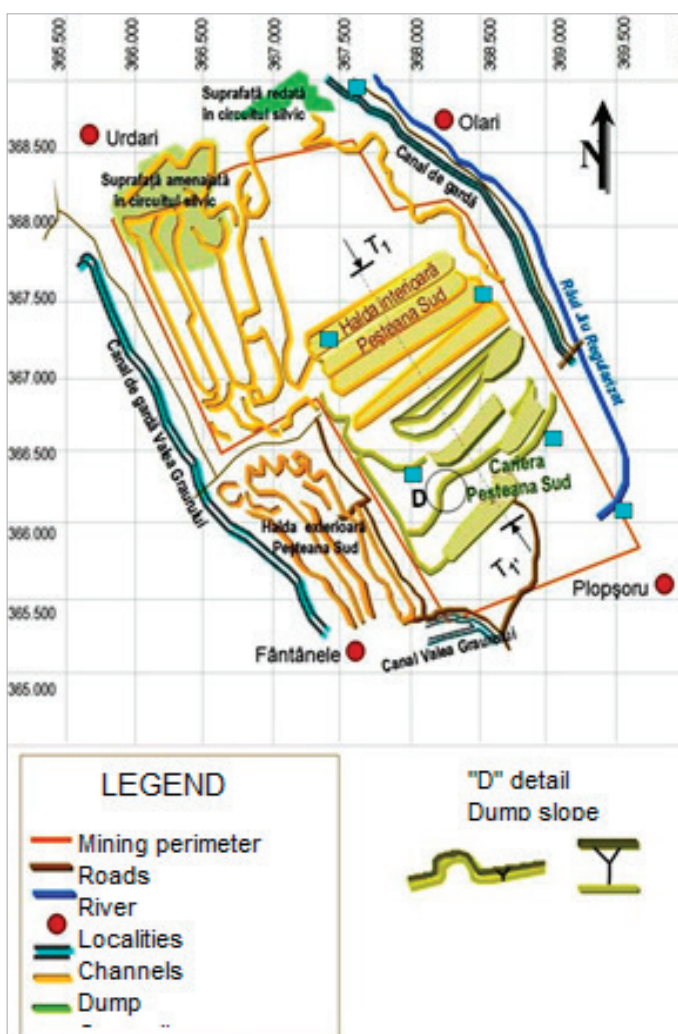 365.500
366.000
366.500
367.000
367.500
368.000
368.500
369.000
369.500
Suprafață redată
în circuitul silvic
Olari
Urdari
N
368.500
Canal de gardă
Suprafață amenajată
în circuitul silvic
368.000
T1
367.500
Halda interioară
Peșteana Sud
Râul Jiu Regularizat
367.000
Canal de gardă Valea Graurului
366.500
Cariera
Peșteana Sud
D
366.000
Halda exterioară
Peșteana Sud
T1'
Plopșoru
365.500
Fântânele
Canal Valea Graurului
365.000
LEGEND
Mining perimeter
Roads
River
Localities
Channels
Dump
"D" detail
Dump slope